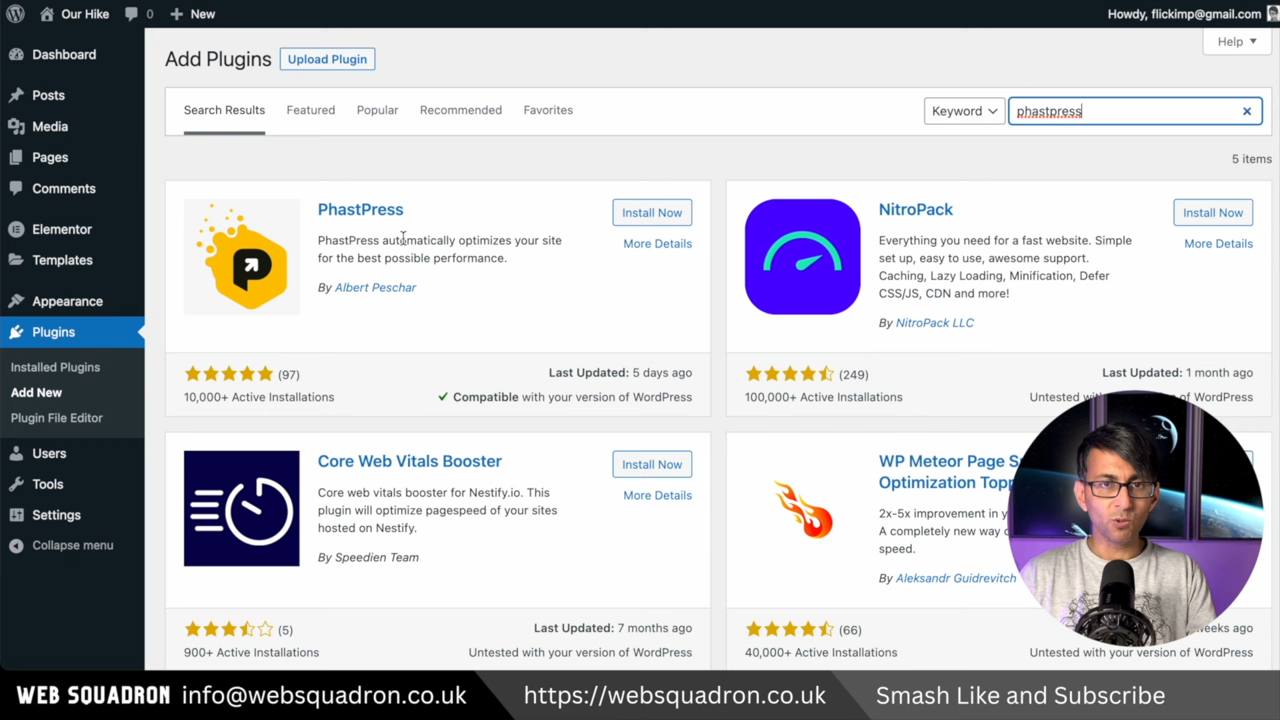 Our Hike
0
New
Howdy, flickimp@gmail.com
Dashboard
Posts
Media
Pages
Comments
Elementor
Templates
Appearance
Plugins
Installed Plugins
Add New
Plugin File Editor
Users
Tools
Settings
Collapse menu
Add Plugins
Upload Plugin
Help
Search Results
Featured
Popular
Recommended
Favorites
Keyword
phastpress
5 items
PhastPress
Install Now
More Details
PhastPress automatically optimizes your site
for the best possible performance.
By Albert Peschar
(97)
Last Updated: 5 days ago
10,000+ Active Installations
Compatible with your version of WordPress
NitroPack
Install Now
More Details
Everything you need for a fast website. Simple
set up, easy to use, awesome support.
Caching, Lazy Loading, Minification, Defer
CSS/JS, CDN and more!
By NitroPack LLC
(249)
Last Updated: 1 month ago
100,000+ Active Installations
Untested with your version of WordPress
Core Web Vitals Booster
Install Now
More Details
Core web vitals booster for Nestify.io. This
plugin will optimize pagespeed of your sites
hosted on Nestify.
By Speedien Team
(5)
Last Updated: 7 months ago
900+ Active Installations
Untested with your version of WordPress
WP Meteor Page
Optimization
2x-5x improvement in
A completely new way
speed.
By Aleksandr Guidrevitch
(66)
ago
40,000+ Active Installations
WordPress
WEB SQUADRON info@websquadron.co.uk
https://websquadron.co.uk
Smash Like and Subscribe